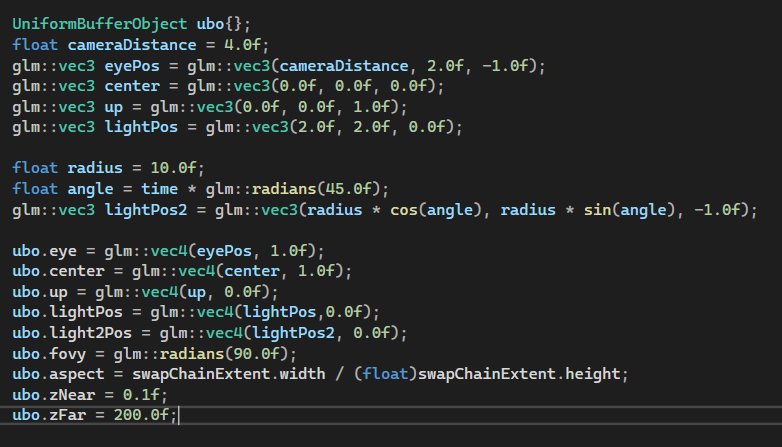 UniformBufferObject ubo{};
float cameraDistance = 4.0f;
glm::vec3 eyePos = glm::vec3(cameraDistance, 2.0f, -1.0f);
glm::vec3 center = glm::vec3(0.0f, 0.0f, 0.0f);
glm::vec3 up = glm::vec3(0.0f, 0.0f, 1.0f);
glm::vec3 lightPos = glm::vec3(2.0f, 2.0f, 0.0f);

float radius = 10.0f;
float angle = time * glm::radians(45.0f);
glm::vec3 lightPos2 = glm::vec3(radius * cos(angle), radius * sin(angle), -1.0f);

ubo.eye = glm::vec4(eyePos, 1.0f);
ubo.center = glm::vec4(center, 1.0f);
ubo.up = glm::vec4(up, 0.0f);
ubo.lightPos = glm::vec4(lightPos,0.0f);
ubo.light2Pos = glm::vec4(lightPos2, 0.0f);
ubo.fovy = glm::radians(90.0f);
ubo.aspect = swapChainExtent.width / (float)swapChainExtent.height;
ubo.zNear = 0.1f;
ubo.zFar = 200.0f;